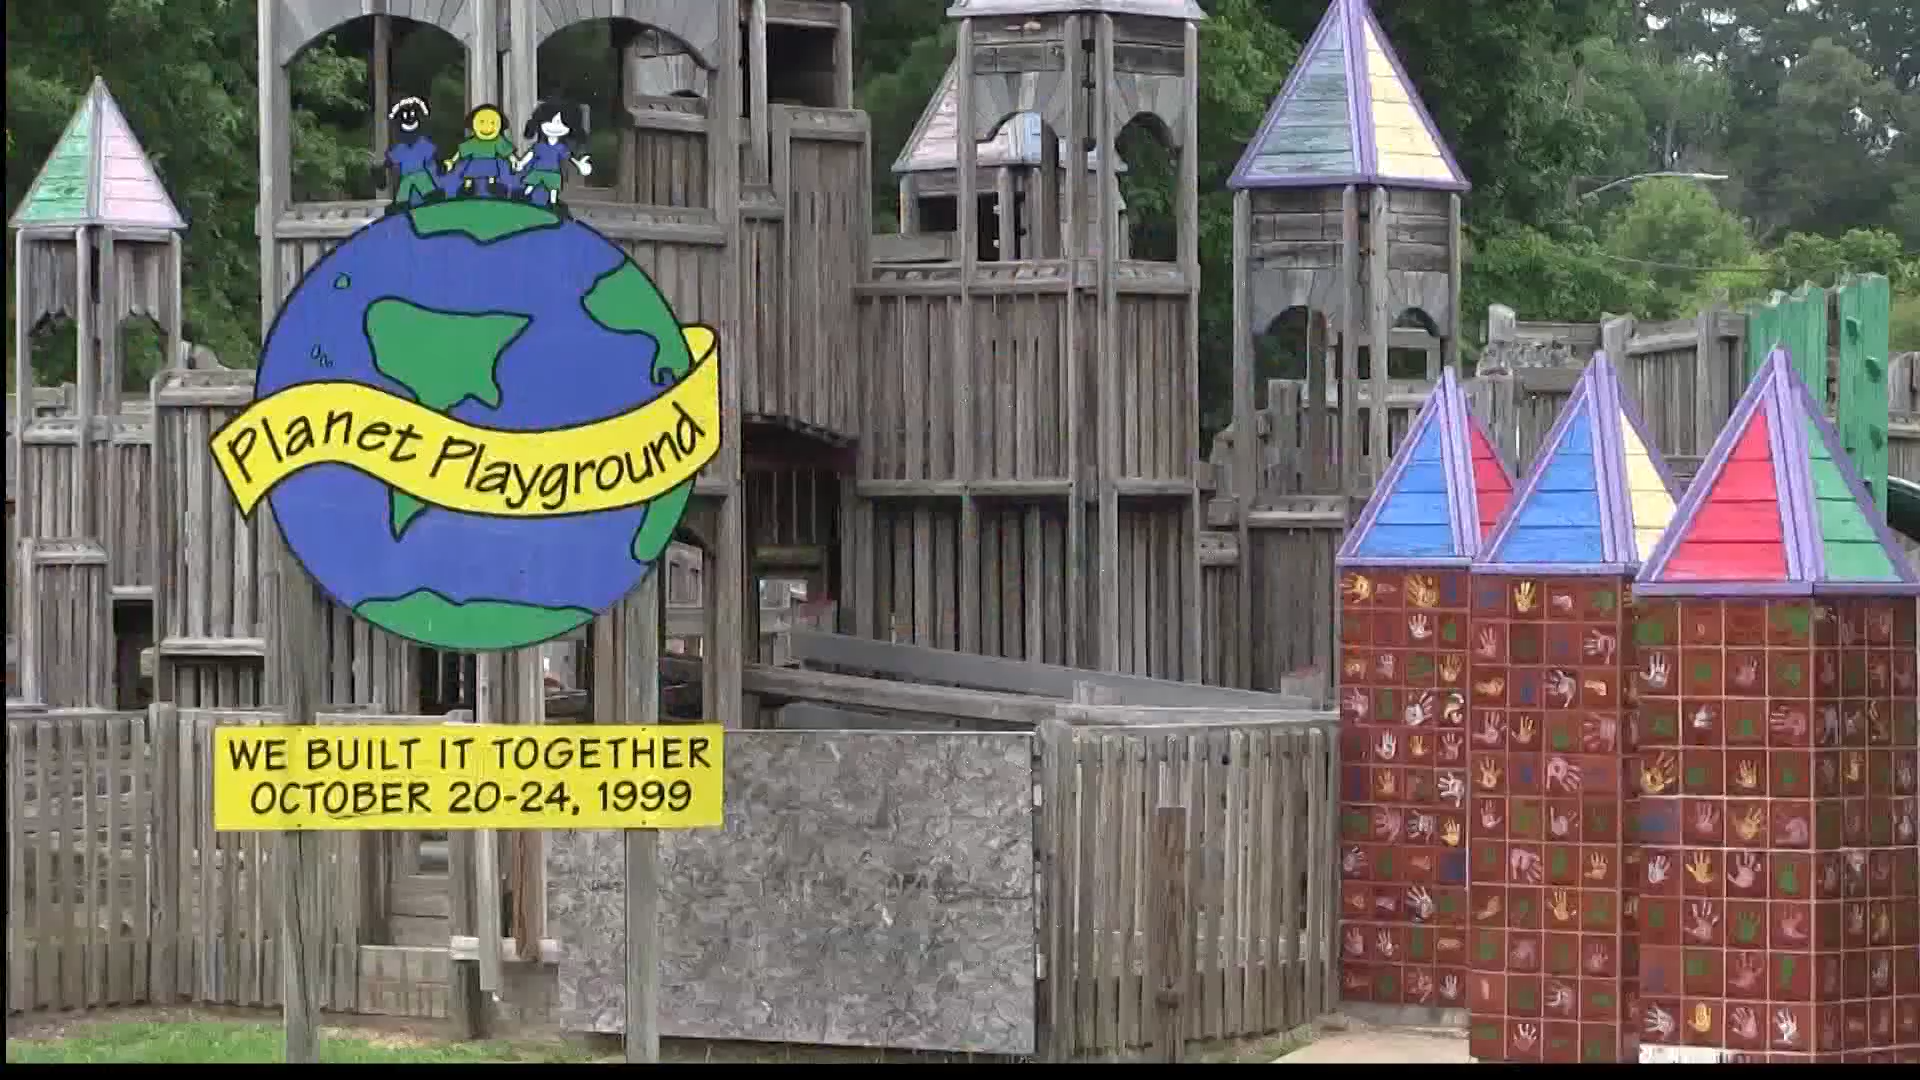 Planet Playground
WE BUILT IT TOGETHER
OCTOBER 20-24, 1999